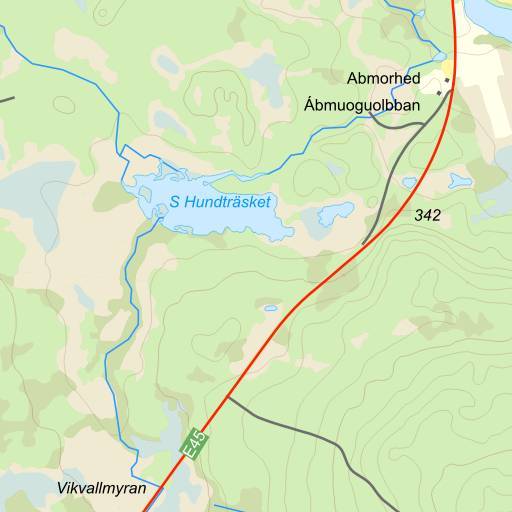 Abmorhed
Ábmuoguolbban
S Hundträsket
342
E45
Vikvallmyran